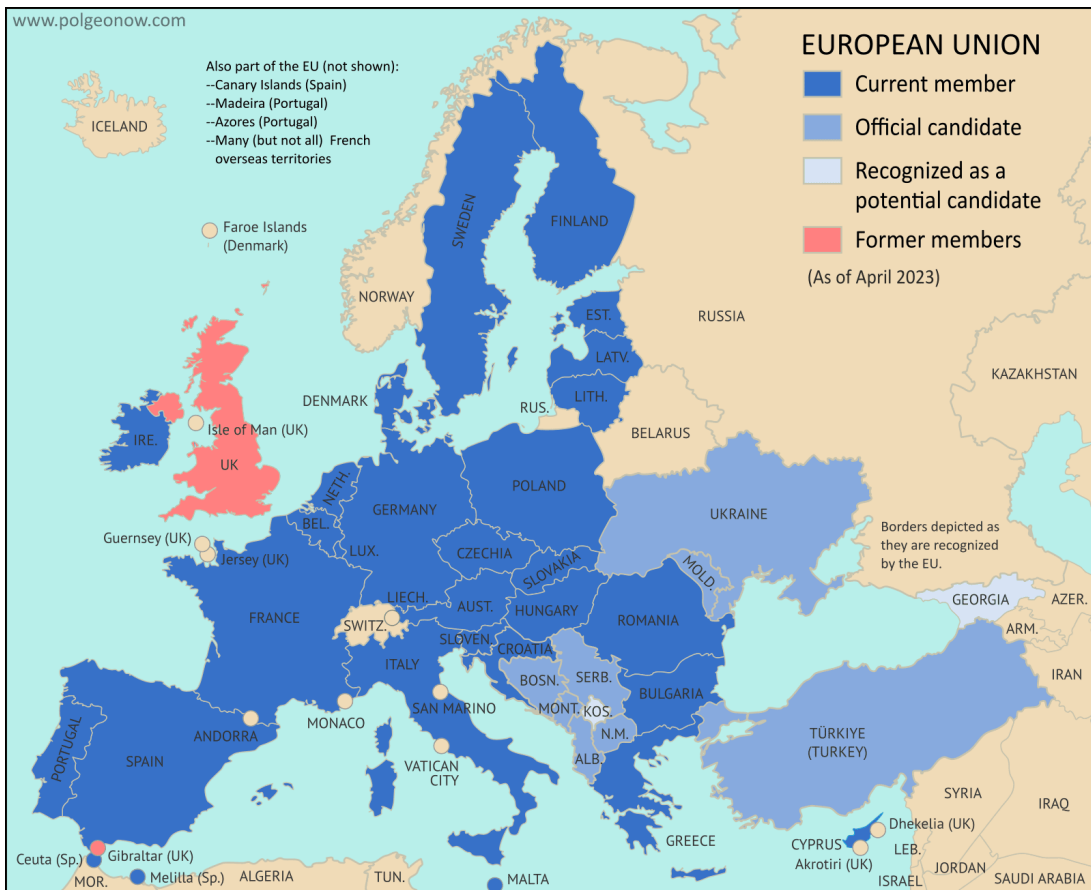 www.polgeonow.com
EUROPEAN UNION
Current member
Official candidate
Recognized as a
potential candidate
Former members
(As of April 2023)
Also part of the EU (not shown):
--Canary Islands (Spain)
--Madeira (Portugal)
--Azores (Portugal)
--Many (but not all) French
overseas territories
ICELAND
Faroe Islands
(Denmark)
SWEDEN
FINLAND
NORWAY
RUSSIA
EST.
LATV.
LITH.
RUS.
KAZAKHSTAN
DENMARK
BELARUS
Isle of Man (UK)
IRE.
UK
NETH.
BEL.
GERMANY
POLAND
UKRAINE
Borders depicted as
they are recognized
by the EU.
Guernsey (UK)
Jersey (UK)
LUX.
CZECHIA
SLOVAKIA
MOLD.
LIECH.
AUST.
HUNGARY
FRANCE
SWITZ.
ROMANIA
GEORGIA
AZER.
ARM.
SLOVEN.
CROATIA
ITALY
BOSN.
SERB.
BULGARIA
IRAN
SAN MARINO
MONT.
KOS.
MONACO
ANDORRA
N.M.
ALB.
TÜRKIYE
(TURKEY)
PORTUGAL
SPAIN
VATICAN
CITY
SYRIA
IRAQ
GREECE
CYPRUS
Dhekelia (UK)
Akrotiri (UK)
LEB.
Ceuta (Sp.)
Gibraltar (UK)
MOR.
Melilla (Sp.)
ALGERIA
TUN.
MALTA
ISRAEL
JORDAN
SAUDI ARABIA